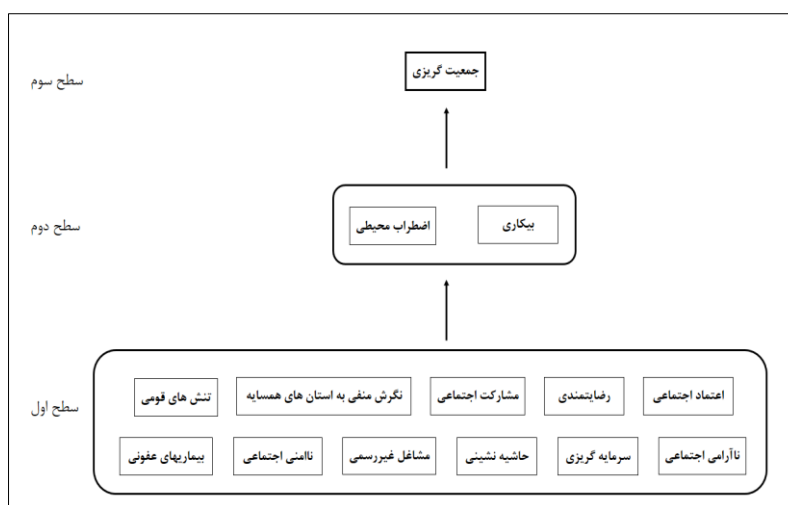 سطح سوم
جمعیت گریزی
سطح دوم
بیکاری
اضطراب محیطی
سطح اول
اعتماد اجتماعی
رضایتمندی
مشارکت اجتماعی
نگرش منفی به استان های همسایه
تنش های قومی
ناآرامی اجتماعی
سرمایه گریزی
حاشیه نشینی
مشاغل غیررسمی
ناامنی اجتماعی
بیماریهای عفونی